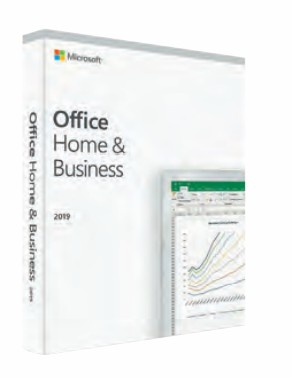 Microsoft
Office
Home &
Business
2019
Office Home & Business 2019